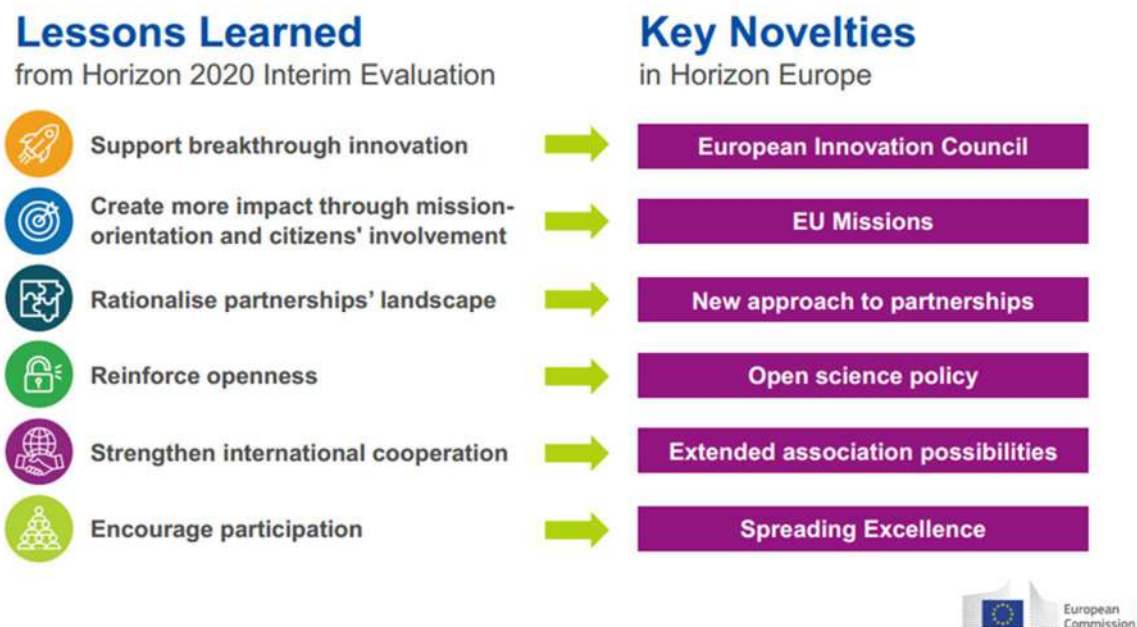 Lessons Learned
from Horizon 2020 Interim Evaluation
Key Novelties
in Horizon Europe
Support breakthrough innovation
European Innovation Council
Create more impact through mission-
orientation and citizens' involvement
EU Missions
Rationalise partnerships’ landscape
New approach to partnerships
Reinforce openness
Open science policy
Strengthen international cooperation
Extended association possibilities
Encourage participation
Spreading Excellence
European
Commission